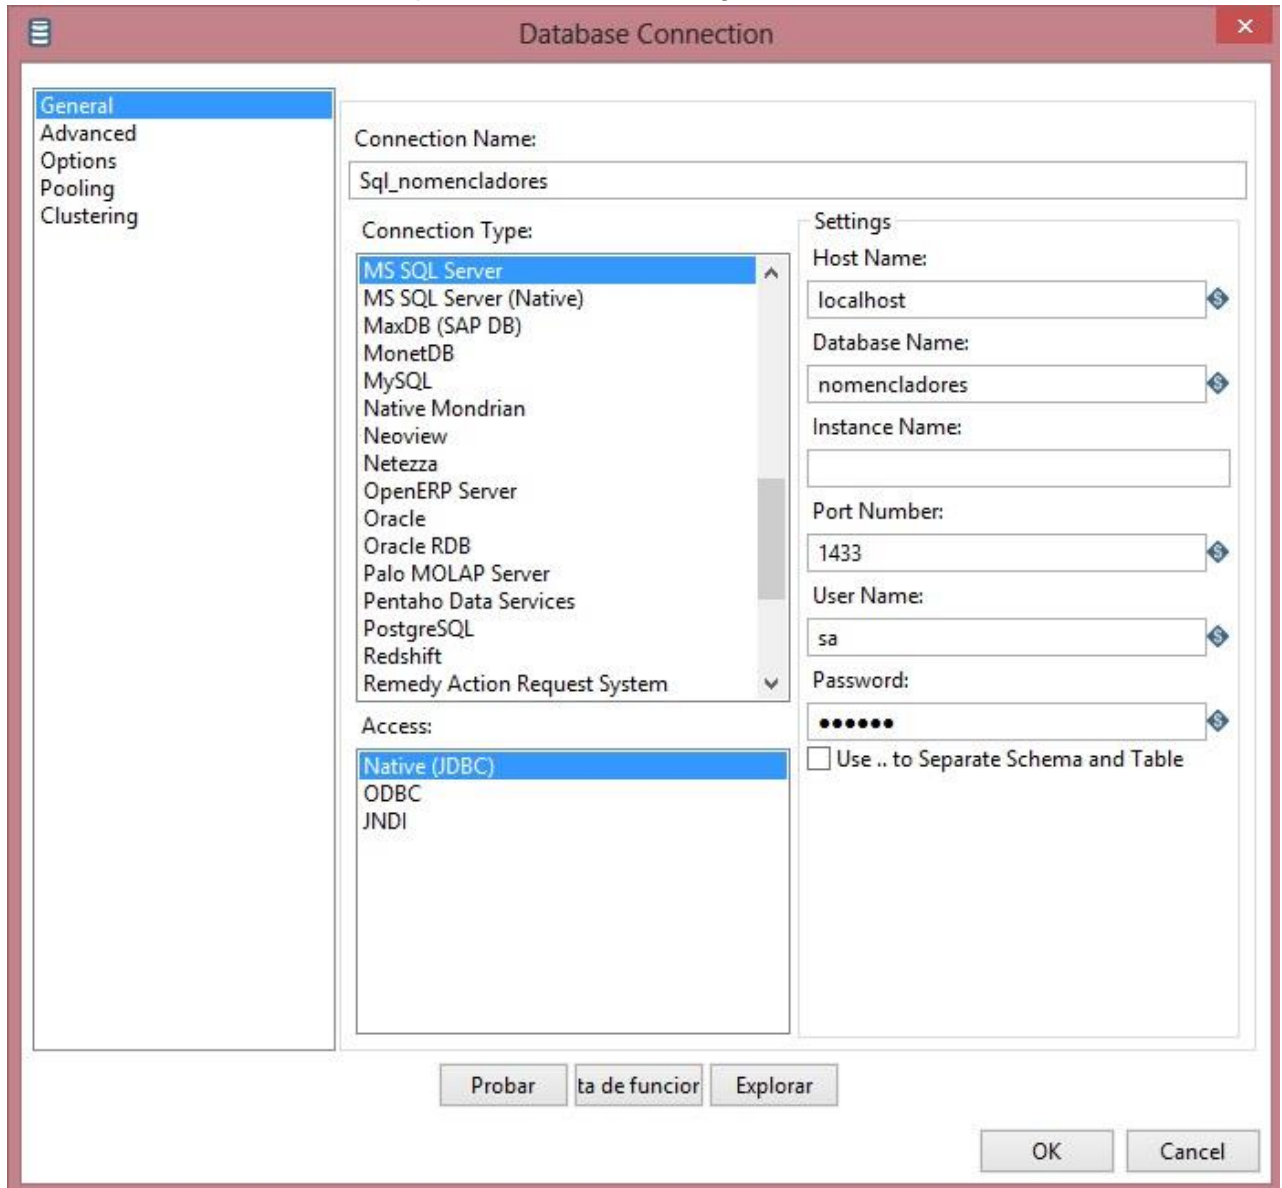 Database Connection
General
Advanced
Options
Pooling
Clustering
Connection Name:
Sql_nomencladores
Connection Type:
MS SQL Server
MS SQL Server (Native)
MaxDB (SAP DB)
MonetDB
MySQL
Native Mondrian
Neoview
Netezza
OpenERP Server
Oracle
Oracle RDB
Palo MOLAP Server
Pentaho Data Services
PostgreSQL
Redshift
Remedy Action Request System
Access:
Native (JDBC)
ODBC
JNDI
Settings
Host Name:
localhost
Database Name:
nomencladores
Instance Name:
Port Number:
1433
User Name:
sa
Password:
●●●●●●
Use .. to Separate Schema and Table
Probar
ta de funcior
Explorar
OK
Cancel